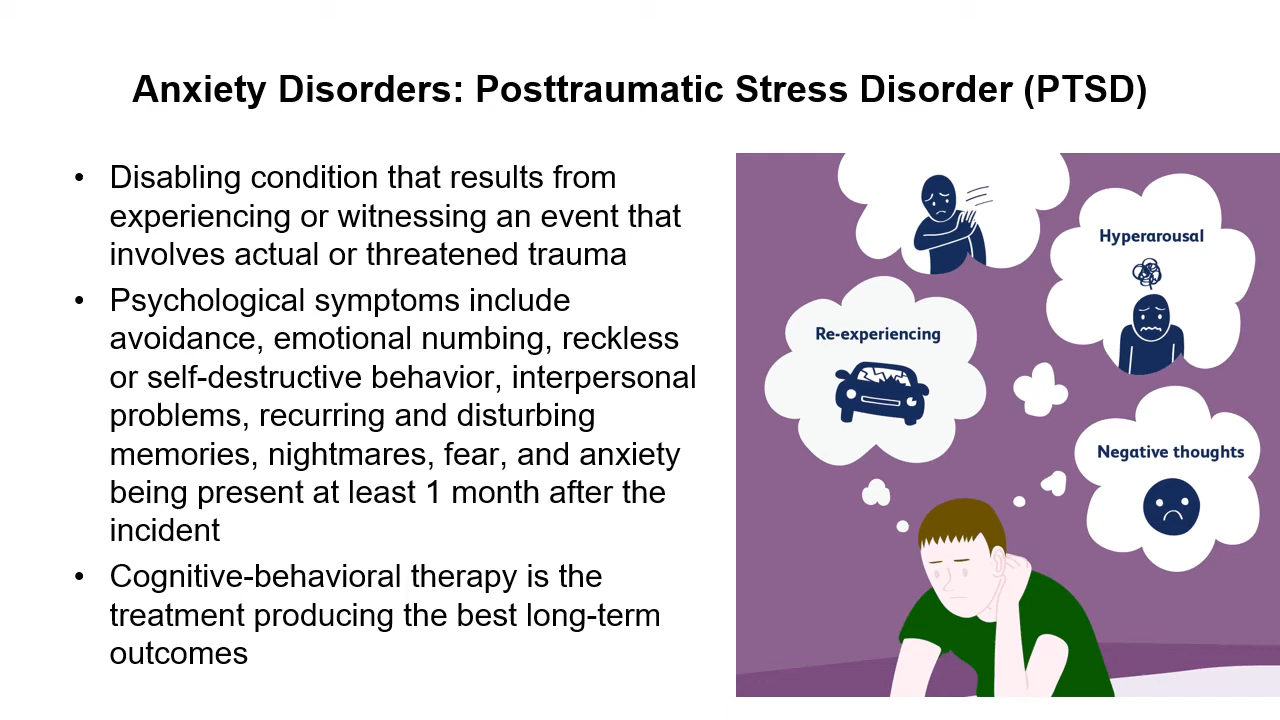 Anxiety Disorders: Posttraumatic Stress Disorder (PTSD)
• Disabling condition that results from
experiencing or witnessing an event that
involves actual or threatened trauma
• Psychological symptoms include
avoidance, emotional numbing, reckless
or self-destructive behavior, interpersonal
problems, recurring and disturbing
memories, nightmares, fear, and anxiety
being present at least 1 month after the
incident
• Cognitive-behavioral therapy is the
treatment producing the best long-term
outcomes
Hyperarousal
Re-experiencing
Negative thoughts